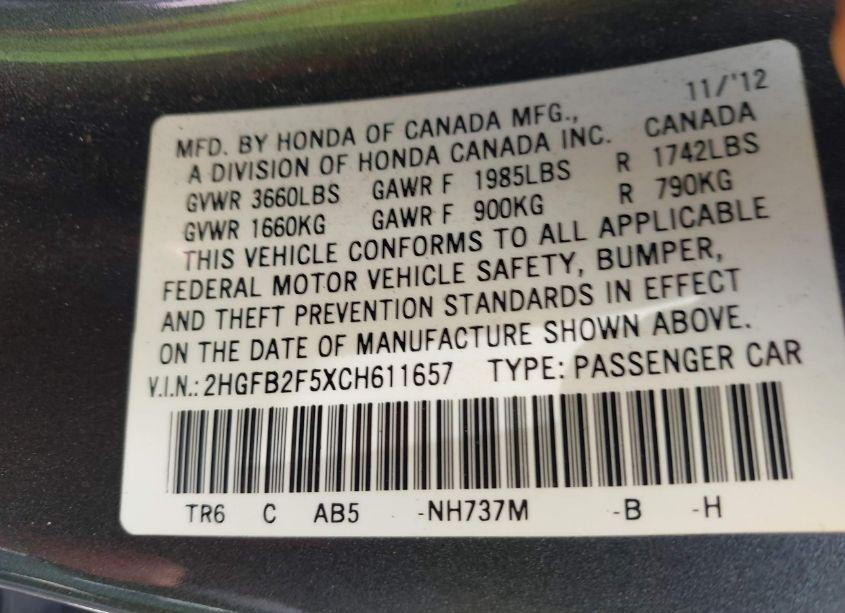 11/'12
MFD. BY HONDA OF CANADA MFG.,
A DIVISION OF HONDA CANADA INC. CANADA
GVWR 3660LBS GAWR F 1985LBS R 1742LBS
GVWR 1660KG GAWR F 900KG R 790KG
THIS VEHICLE CONFORMS TO ALL APPLICABLE
FEDERAL MOTOR VEHICLE SAFETY, BUMPER,
AND THEFT PREVENTION STANDARDS IN EFFECT
ON THE DATE OF MANUFACTURE SHOWN ABOVE.
V.I.N.: 2HGFB2F5XCH611657 TYPE: PASSENGER CAR
TR6 C AB5 -NH737M -B -H